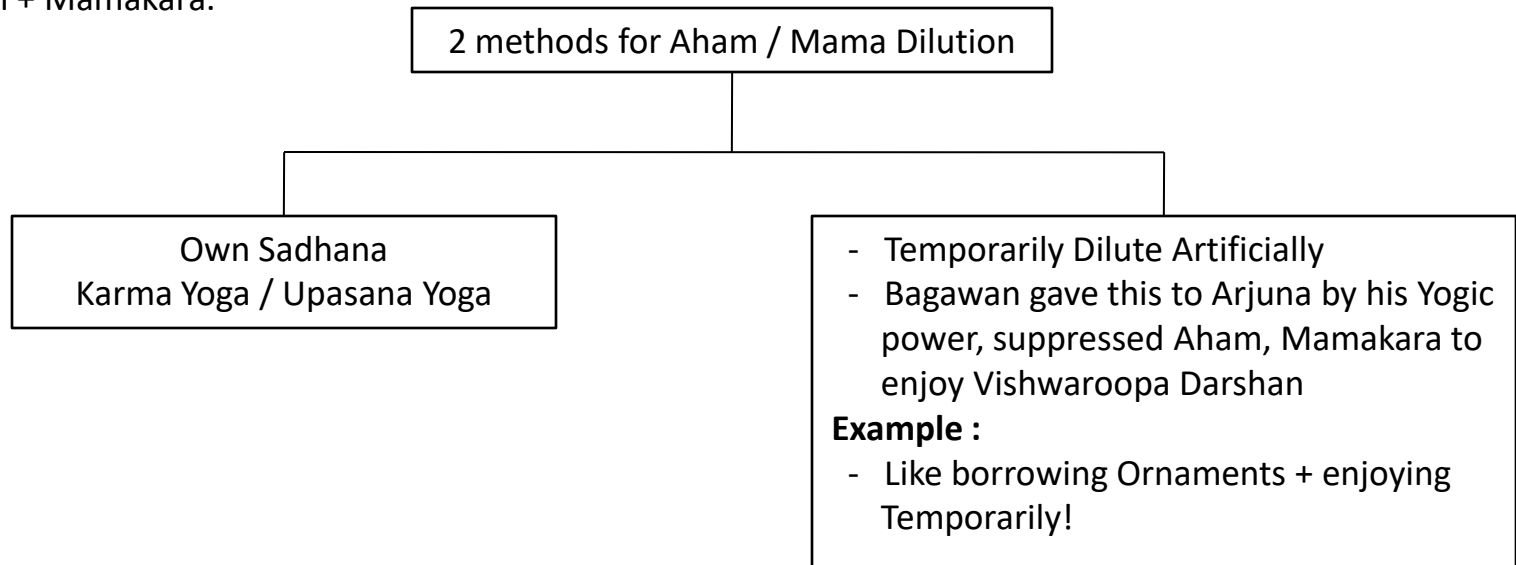 + Mamakara.
2 methods for Aham / Mama Dilution
Own Sadhana
Karma Yoga / Upasana Yoga
- Temporarily Dilute Artificially
- Bagawan gave this to Arjuna by his Yogic
power, suppressed Aham, Mamakara to
enjoy Vishwaroopa Darshan
Example :
- Like borrowing Ornaments + enjoying
Temporarily!